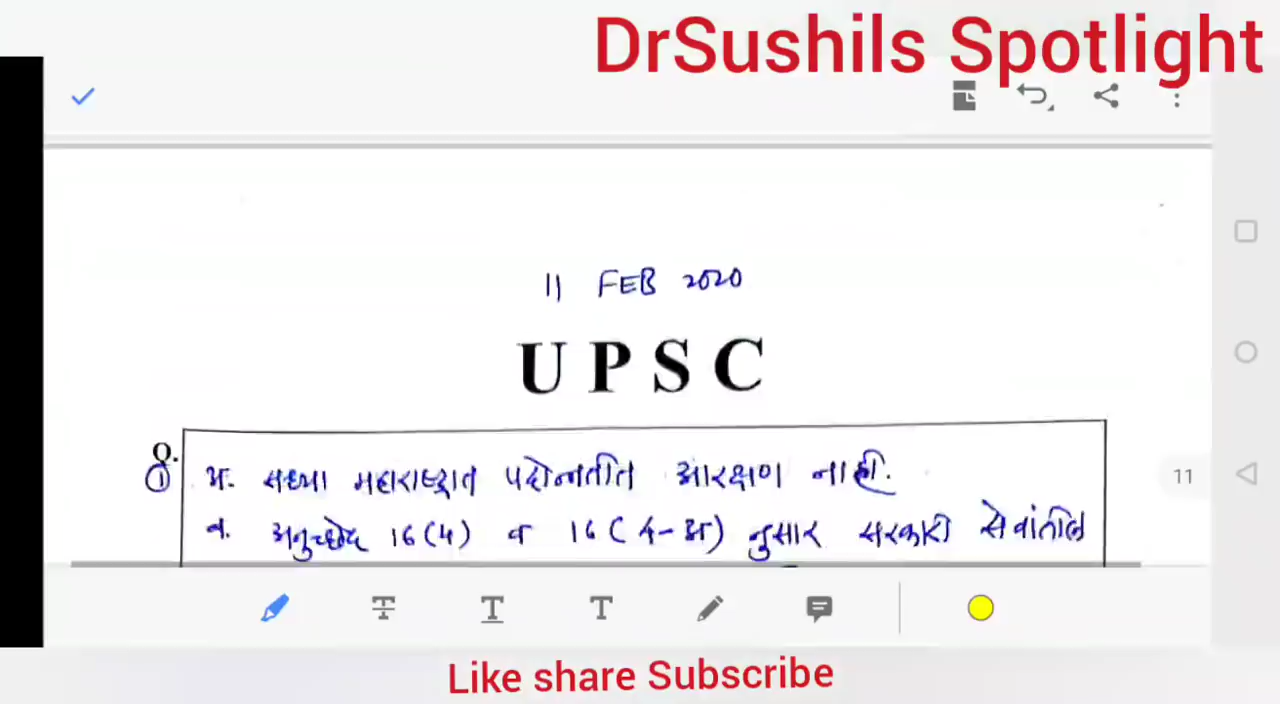 DrSushils Spotlight
11 FEB 2020
UPSC
Q.
① अ. सध्या महाराष्ट्रात पदोन्नतीत आरक्षण नाही.
ब. अनुच्छेद 16(4) व 16(4-अ) नुसार सरकारी सेवांतील
11
T T T
Like share Subscribe